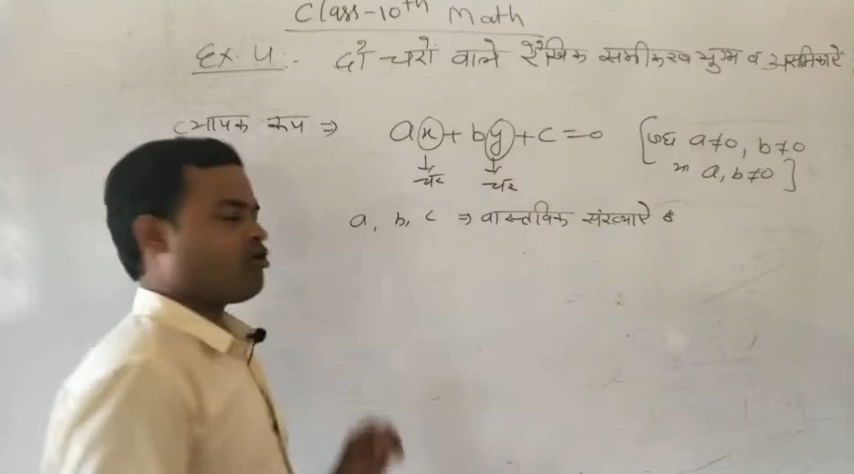 Class-10th Math
Ex. 4:- दो चरों वाले रैखिक समीकरण युग्म व असमिकाऐं
व्यापक रूप ⇒ ax+by+c=0 [जहाँ a≠0, b≠0
↓ ↓ या a, b≠0]
चर चर
a, b, c ⇒ वास्तविक संख्याऐं